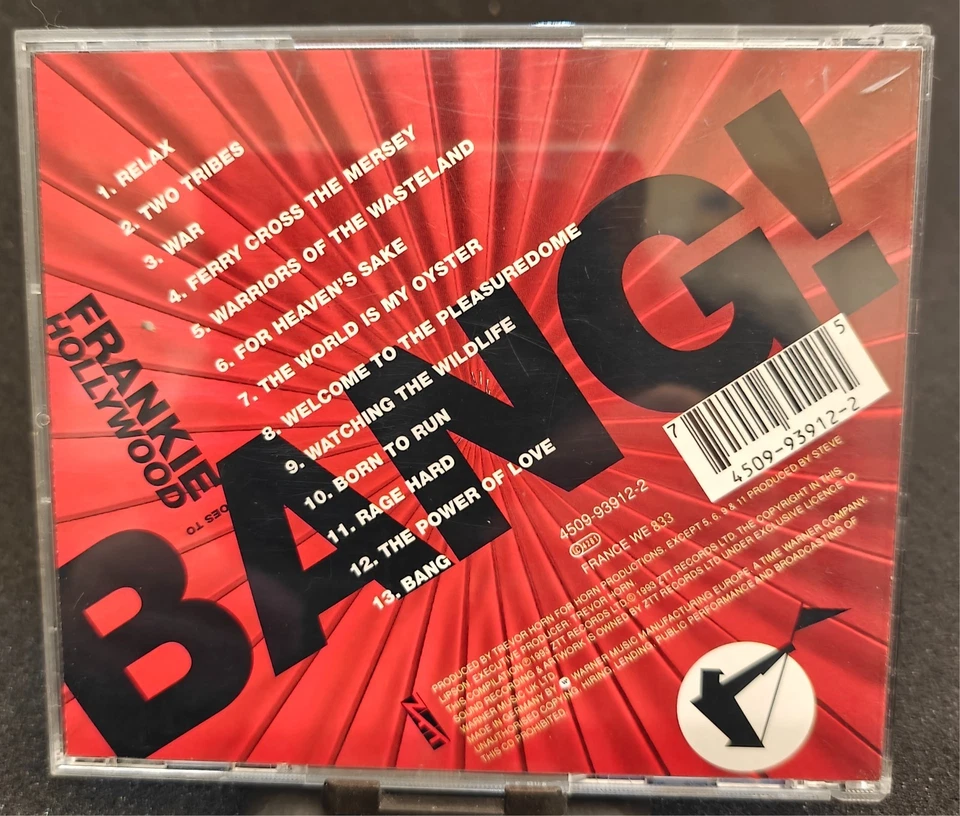 1. RELAX
2. TWO TRIBES
3. WAR
4. FERRY CROSS THE MERSEY
5. WARRIORS OF THE WASTELAND
6. FOR HEAVEN'S SAKE
7. THE WORLD IS MY OYSTER
8. WELCOME TO THE PLEASUREDOME
9. WATCHING THE WILDLIFE
10. BORN TO RUN
11. RAGE HARD
12. THE POWER OF LOVE
13. BANG
FRANKIE
GOES TO
HOLLYWOOD
BANG!
5
7
4509-93912-2
4509-93912-2
FRANCE WE 833
PRODUCED BY TREVOR HORN FOR HORN PRODUCTIONS, EXCEPT 5, 6, 9 & 11 PRODUCED BY STEVE
LIPSON. EXECUTIVE PRODUCER TREVOR HORN.
THIS COMPILATION ℗ 1993 ZTT RECORDS LTD © 1993 ZTT RECORDS LTD. THE COPYRIGHT IN THIS
SOUND RECORDING & ARTWORK IS OWNED BY ZTT RECORDS LTD UNDER EXCLUSIVE LICENCE TO
WARNER MUSIC UK LTD
MADE IN GERMANY BY WARNER MUSIC MANUFACTURING EUROPE. A TIME WARNER COMPANY.
UNAUTHORISED COPYING, HIRING, LENDING, PUBLIC PERFORMANCE AND BROADCASTING OF
THIS CD PROHIBITED
ZTT